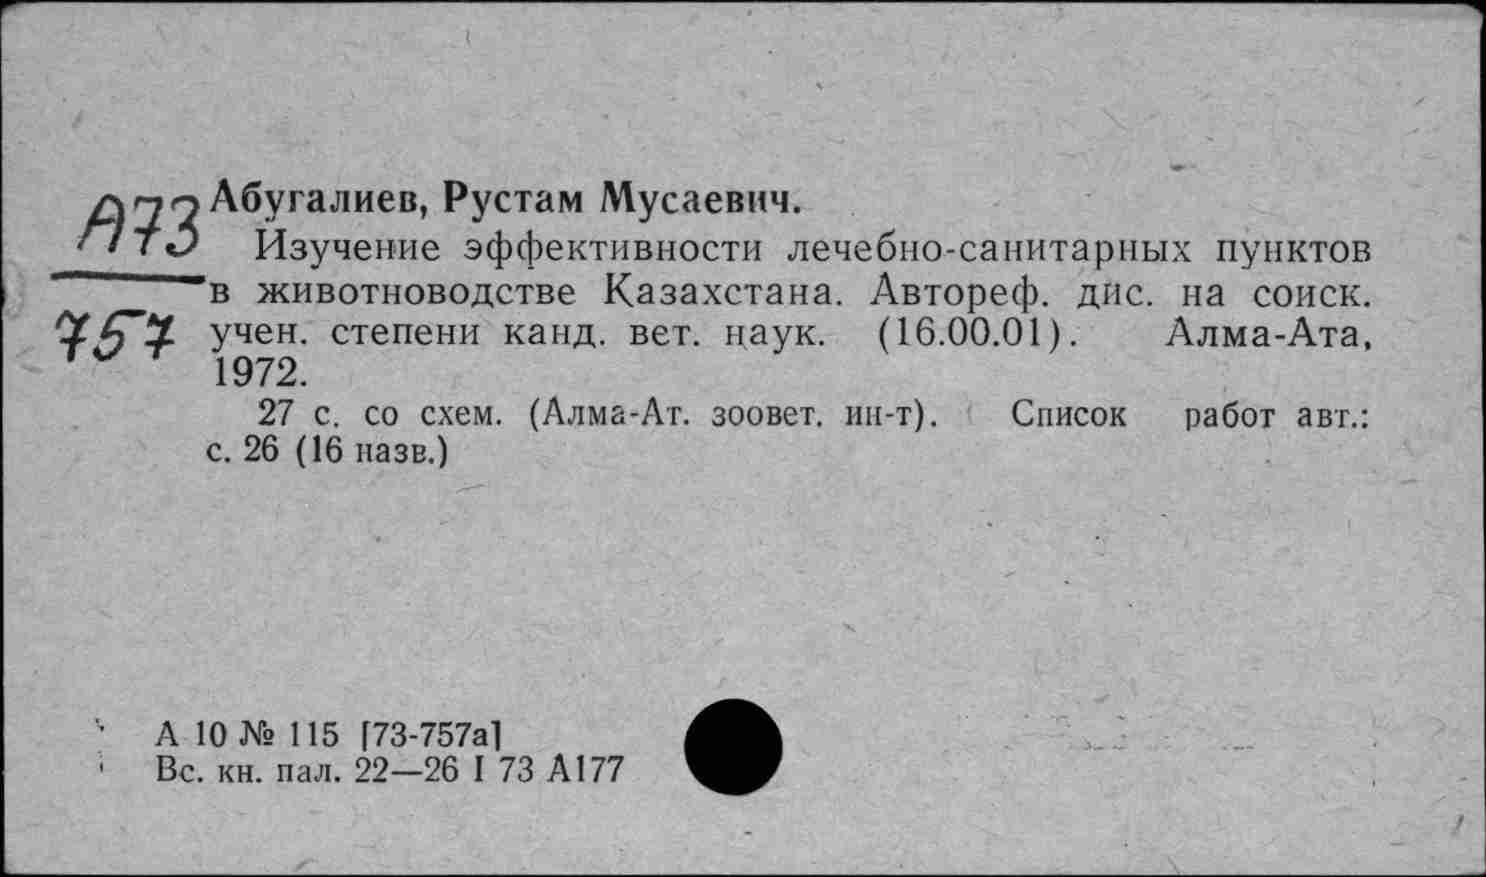 А73
757
Абугалиев, Рустам Мусаевич.
Изучение эффективности лечебно-санитарных пунктов
в животноводстве Казахстана. Автореф. дис. на соиск.
учен. степени канд. вет. наук. (16.00.01). Алма-Ата,
1972.
27 с. со схем. (Алма-Ат. зоовет. ин-т). Список работ авт.:
с. 26 (16 назв.)
А 10 № 115 [73-757а]
Вс. кн. пал. 22—26 I 73 А177